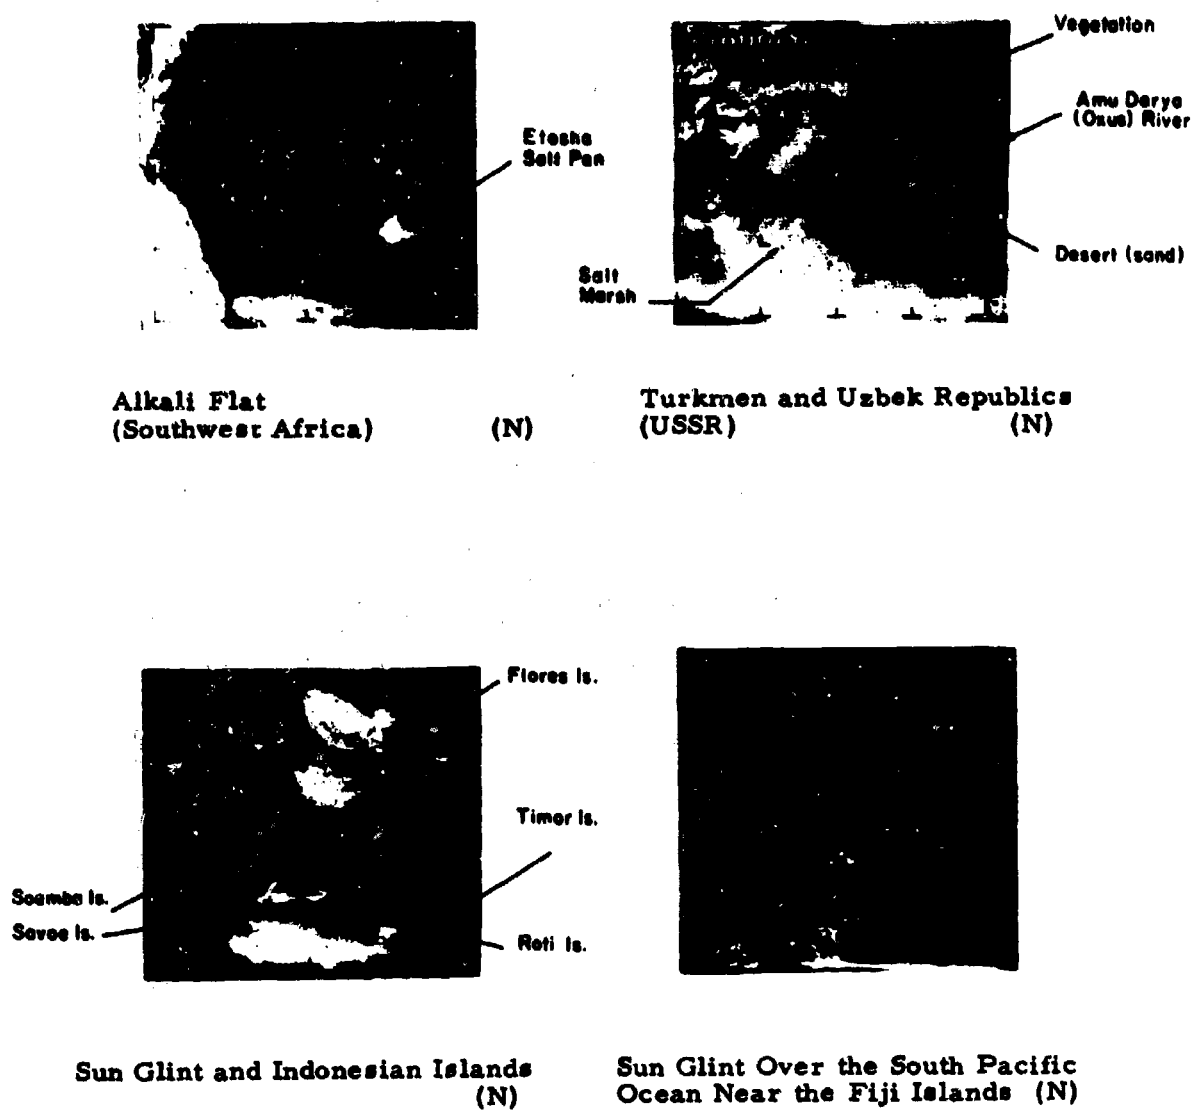 Vegetation
Amu Darya
(Oxus) River
Etosha
Salt Pan
Desert (sand)
Salt
Marsh
Alkali Flat
(Southwest Africa) (N)
Turkmen and Uzbek Republics
(USSR) (N)
Flores Is.
Timor Is.
Soemba Is.
Savoe Is.
Roti Is.
Sun Glint and Indonesian Islands
(N)
Sun Glint Over the South Pacific
Ocean Near the Fiji Islands (N)